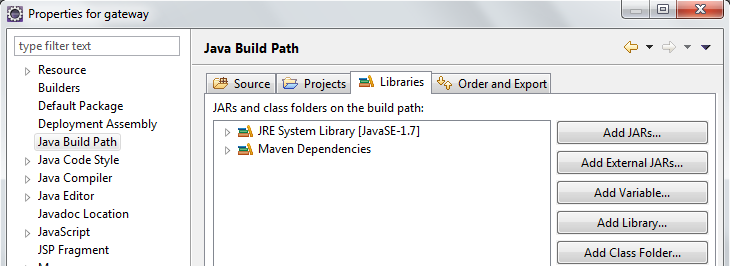 Properties for gateway
type filter text
Resource
Builders
Default Package
Deployment Assembly
Java Build Path
Java Code Style
Java Compiler
Java Editor
Javadoc Location
JavaScript
JSP Fragment
Java Build Path
Source Projects Libraries Order and Export
JARs and class folders on the build path:
JRE System Library [JavaSE-1.7]
Maven Dependencies
Add JARs...
Add External JARs...
Add Variable...
Add Library...
Add Class Folder...